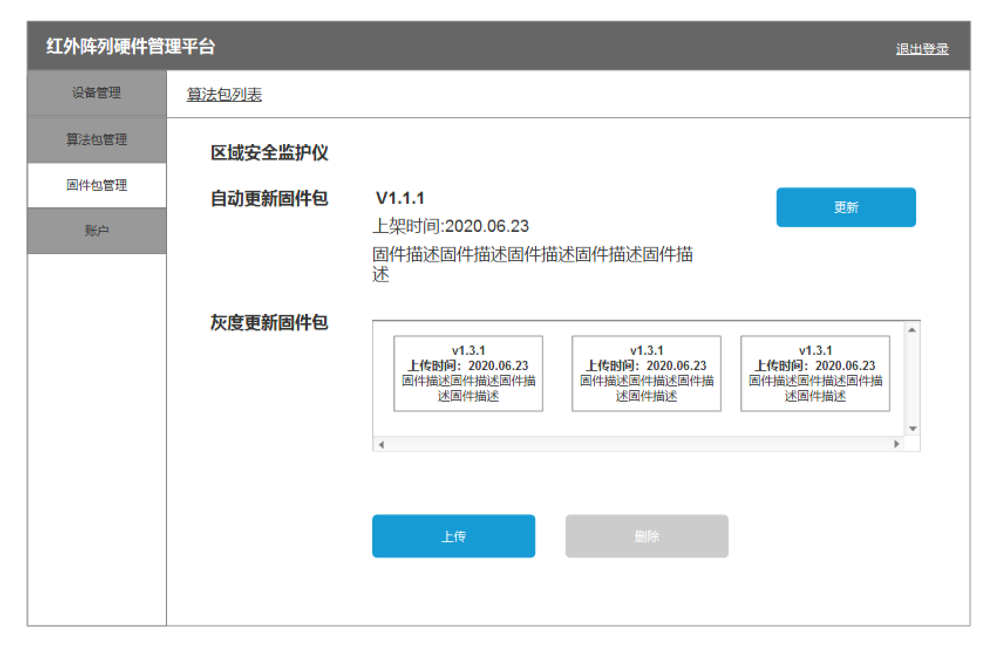 红外阵列硬件管理平台
退出登录
设备管理
算法包管理
固件包管理
账户
算法包列表
区域安全监护仪
自动更新固件包
V1.1.1
上架时间:2020.06.23
固件描述固件描述固件描述固件描述固件描
述
更新
灰度更新固件包
v1.3.1
上传时间：2020.06.23
固件描述固件描述固件描
述固件描述
v1.3.1
上传时间：2020.06.23
固件描述固件描述固件描
述固件描述
v1.3.1
上传时间：2020.06.23
固件描述固件描述固件描
述固件描述
上传
删除